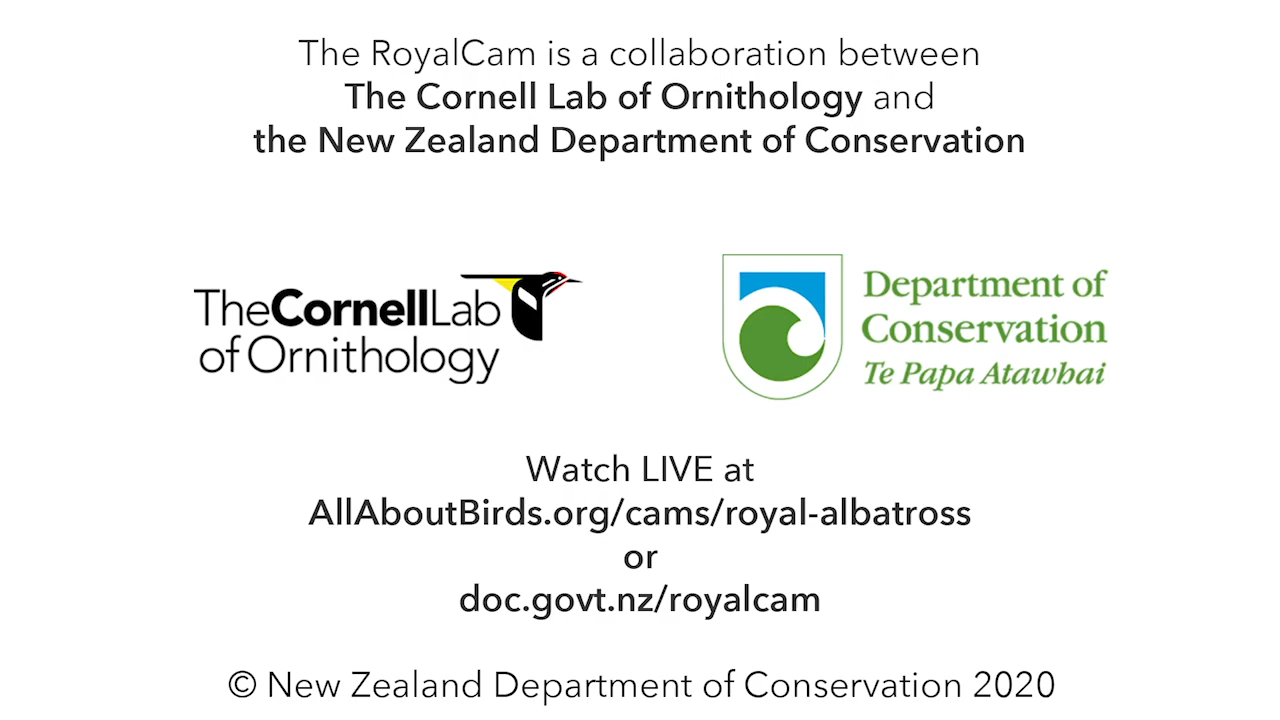 The RoyalCam is a collaboration between
The Cornell Lab of Ornithology and
the New Zealand Department of Conservation
TheCornellLab
of Ornithology
Department of
Conservation
Te Papa Atawhai
Watch LIVE at
AllAboutBirds.org/cams/royal-albatross
or
doc.govt.nz/royalcam
© New Zealand Department of Conservation 2020